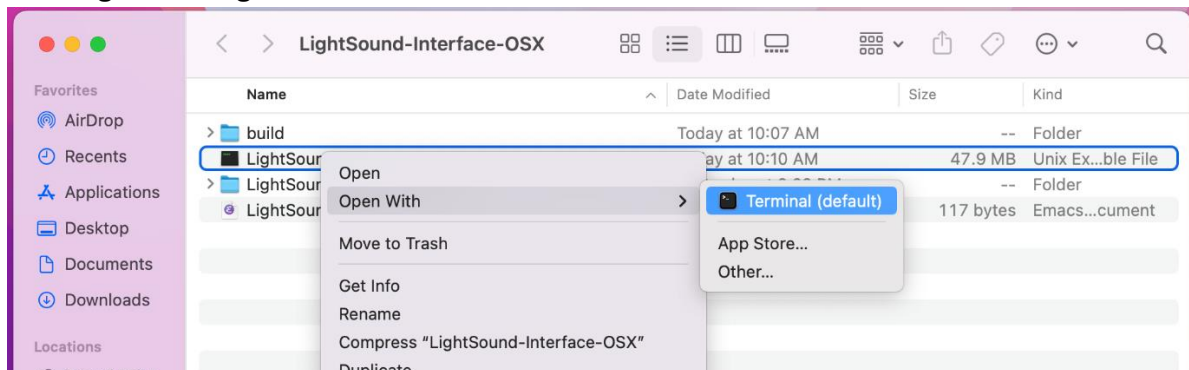 LightSound-Interface-OSX
Favorites
AirDrop
Recents
Applications
Desktop
Documents
Downloads
Locations
Name Date Modified Size Kind
build Today at 10:07 AM -- Folder
LightSour ay at 10:10 AM 47.9 MB Unix Ex...ble File
LightSour -- Folder
LightSour 117 bytes Emacs...cument
Open
Open With
Move to Trash
Get Info
Rename
Compress “LightSound-Interface-OSX”
Duplicate
Terminal (default)
App Store...
Other...